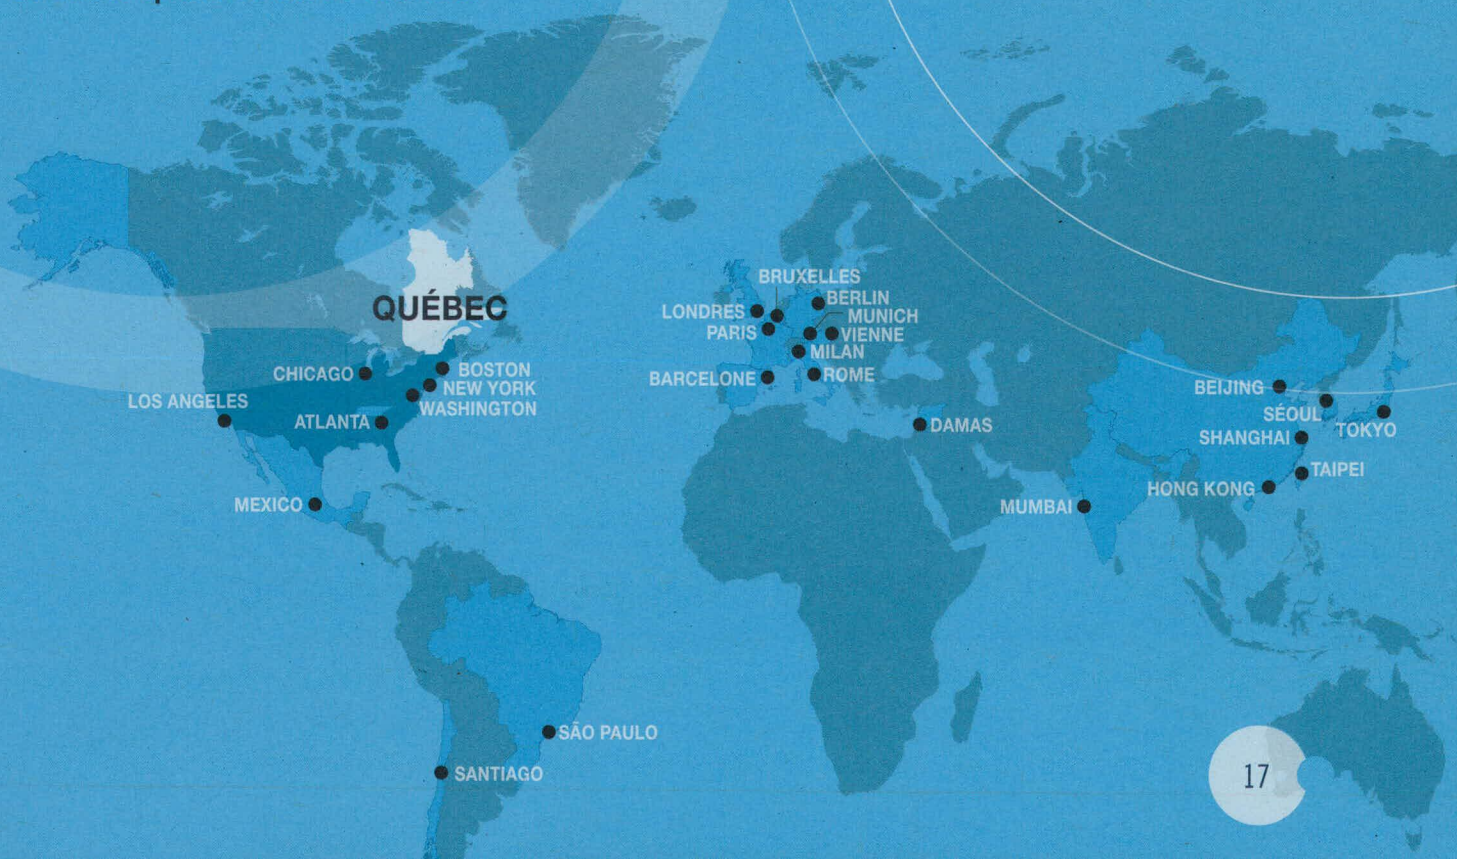 QUÉBEC
CHICAGO
BOSTON
NEW YORK
WASHINGTON
LOS ANGELES
ATLANTA
MEXICO
SÃO PAULO
SANTIAGO
BRUXELLES
LONDRES
BERLIN
MUNICH
PARIS
VIENNE
MILAN
BARCELONE
ROME
DAMAS
MUMBAI
BEIJING
SÉOUL
TOKYO
SHANGHAI
TAIPEI
HONG KONG
17